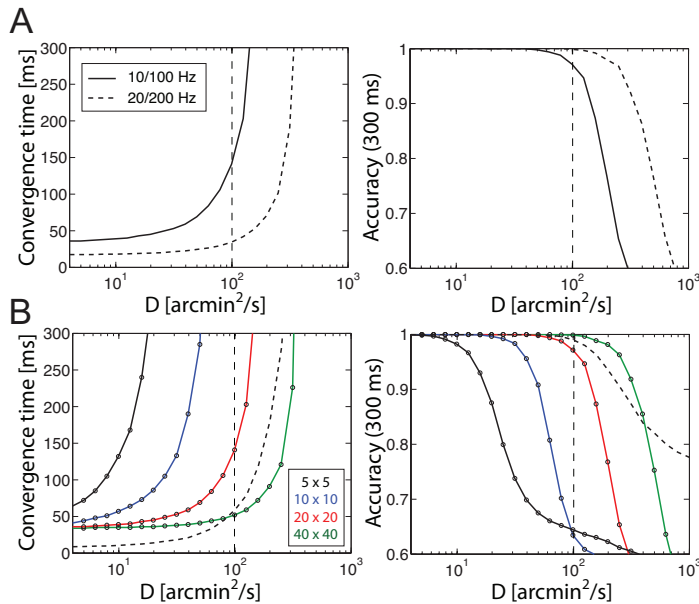 A
Convergence time [ms]
300
250
200
150
100
50
0
10/100 Hz
20/200 Hz
10^1
10^2
10^3
D [arcmin^2/s]
Accuracy (300 ms)
1
0.9
0.8
0.7
0.6
10^1
10^2
10^3
D [arcmin^2/s]
B
Convergence time [ms]
300
250
200
150
100
50
0
5 x 5
10 x 10
20 x 20
40 x 40
10^1
10^2
10^3
D [arcmin^2/s]
Accuracy (300 ms)
1
0.9
0.8
0.7
0.6
10^1
10^2
10^3
D [arcmin^2/s]